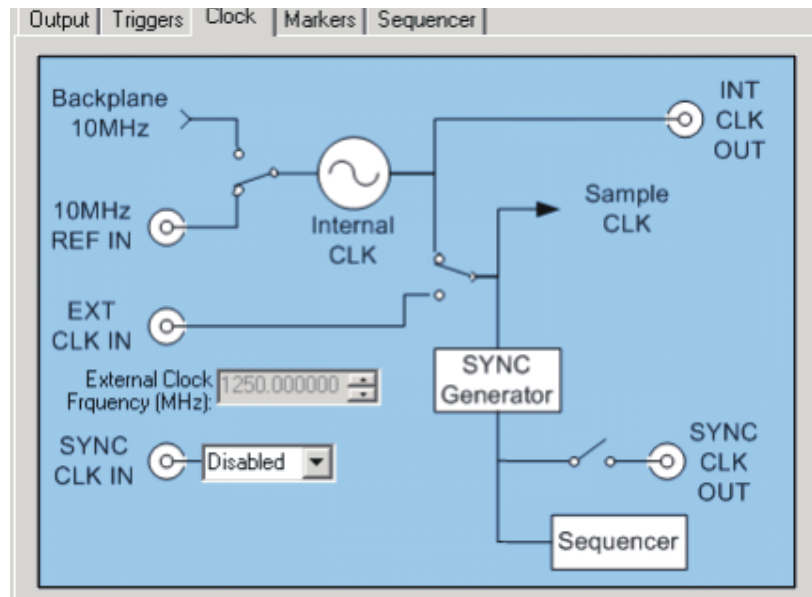 Output
Triggers
Clock
Markers
Sequencer
Backplane
10MHz
INT
CLK
OUT
10MHz
REF IN
Internal
CLK
Sample
CLK
EXT
CLK IN
External Clock
Frquency (MHz):
1250.000000
SYNC
Generator
SYNC
CLK IN
Disabled
SYNC
CLK
OUT
Sequencer